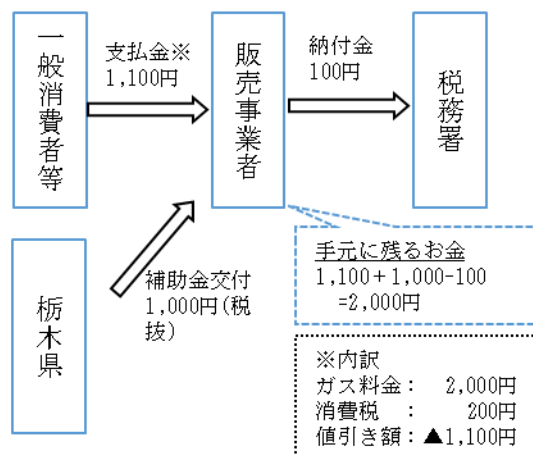 一般消費者等
支払金※
1,100円
販売事業者
納付金
100円
税務署
栃木県
補助金交付
1,000円(税
抜)
手元に残るお金
1,100+1,000-100
=2,000円
※内訳
ガス料金： 2,000円
消費税 ： 200円
値引き額：▲1,100円